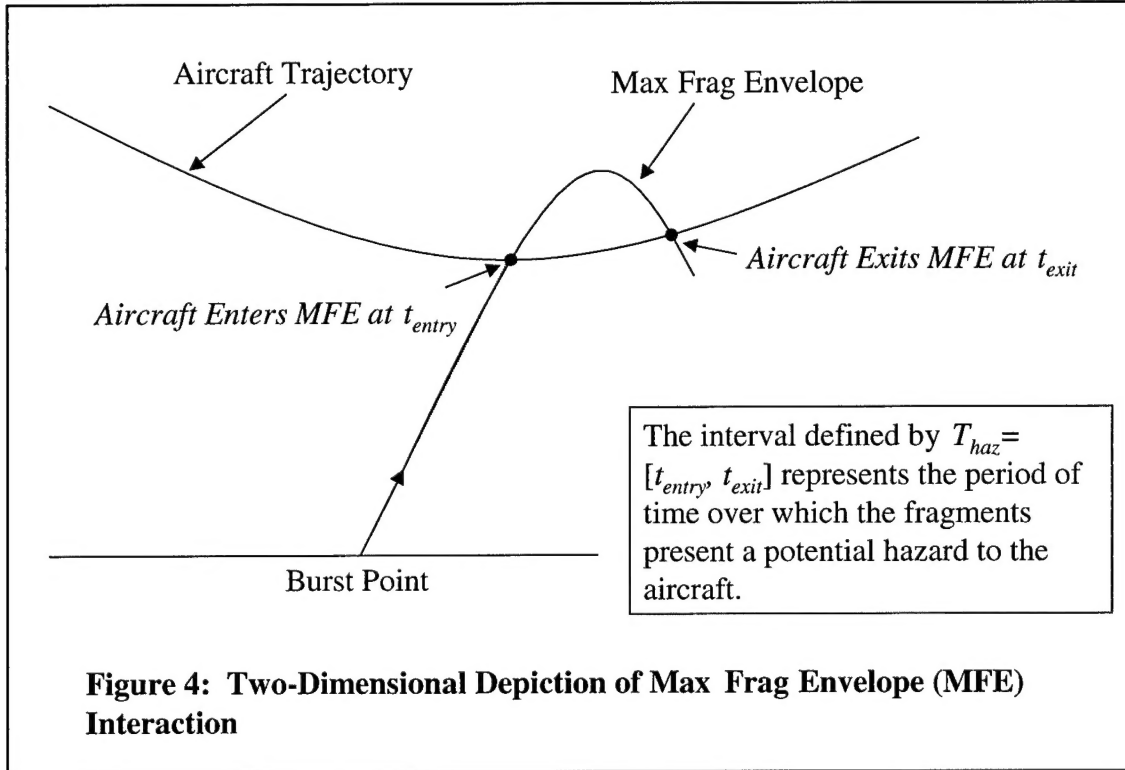 Aircraft Trajectory
Max Frag Envelope
Aircraft Exits MFE at t_exit
Aircraft Enters MFE at t_entry
The interval defined by T_haz=
[t_entry, t_exit] represents the period of
time over which the fragments
present a potential hazard to the
aircraft.
Burst Point
Figure 4: Two-Dimensional Depiction of Max Frag Envelope (MFE)
Interaction